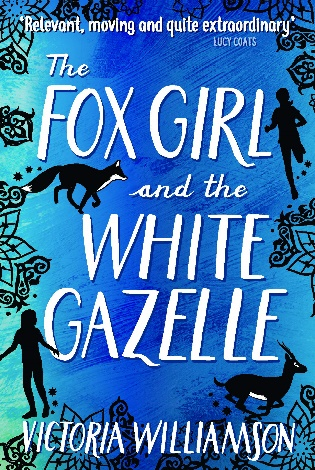 'Relevant, moving and quite extraordinary'
LUCY COATS
The
FOX GIRL
and the
WHITE
GAZELLE
VICTORIA WILLIAMSON